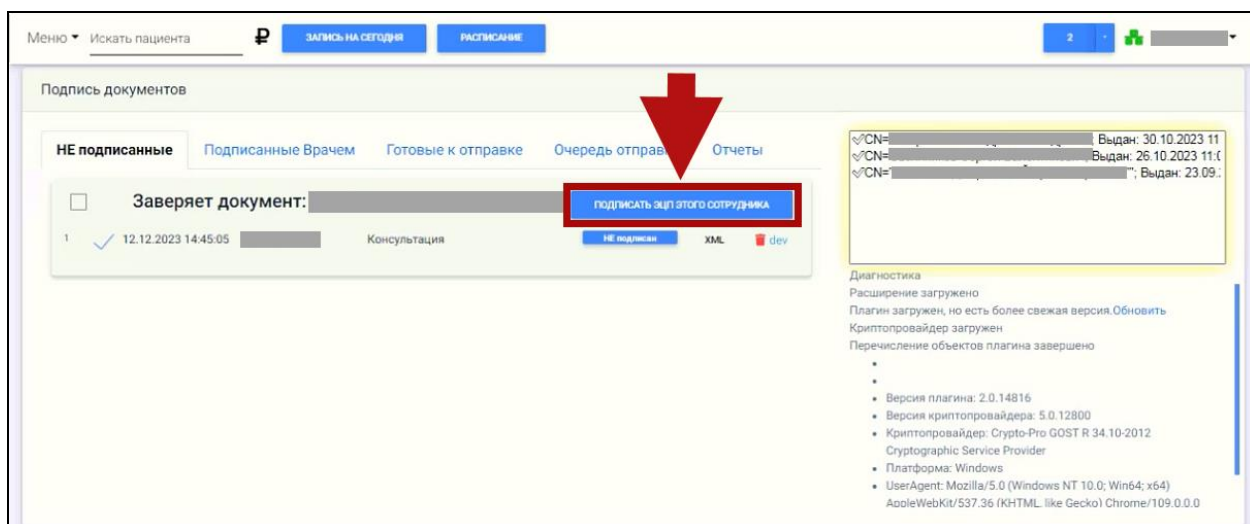 Меню Искать пациента ₽ ЗАПИСЬ НА СЕГОДНЯ РАСПИСАНИЕ 2
Подпись документов
НЕ подписанные Подписанные Врачем Готовые к отправке Очередь отправ Отчеты
Заверяет документ: ПОДПИСАТЬ ЭЦП ЭТОГО СОТРУДНИКА
1 12.12.2023 14:45:05 Консультация НЕ подписан XML dev
CN= Выдан: 30.10.2023 11
CN= Выдан: 26.10.2023 11:0
CN=" "; Выдан: 23.09.
Диагностика
Расширение загружено
Плагин загружен, но есть более свежая версия.Обновить
Криптопровайдер загружен
Перечисление объектов плагина завершено
Версия плагина: 2.0.14816
Версия криптопровайдера: 5.0.12800
Криптопровайдер: Crypto-Pro GOST R 34.10-2012
Cryptographic Service Provider
Платформа: Windows
UserAgent: Mozilla/5.0 (Windows NT 10.0; Win64; x64)
AppleWebKit/537.36 (KHTML, like Gecko) Chrome/109.0.0.0